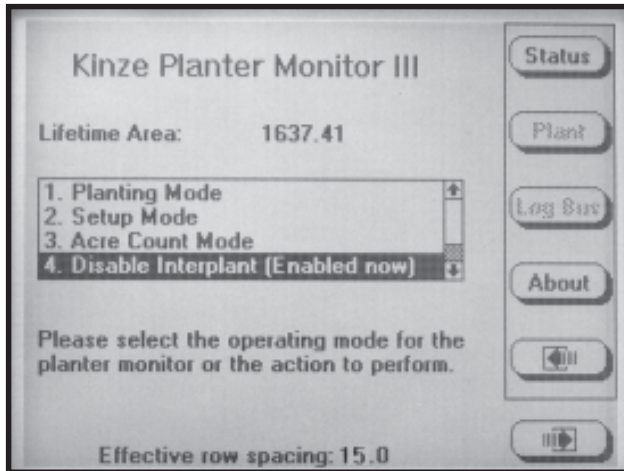 Kinze Planter Monitor III
Status
Lifetime Area: 1637.41
Plant
1. Planting Mode
2. Setup Mode
3. Acre Count Mode
4. Disable Interplant (Enabled now)
Log Bus
About
Please select the operating mode for the
planter monitor or the action to perform.
Effective row spacing: 15.0